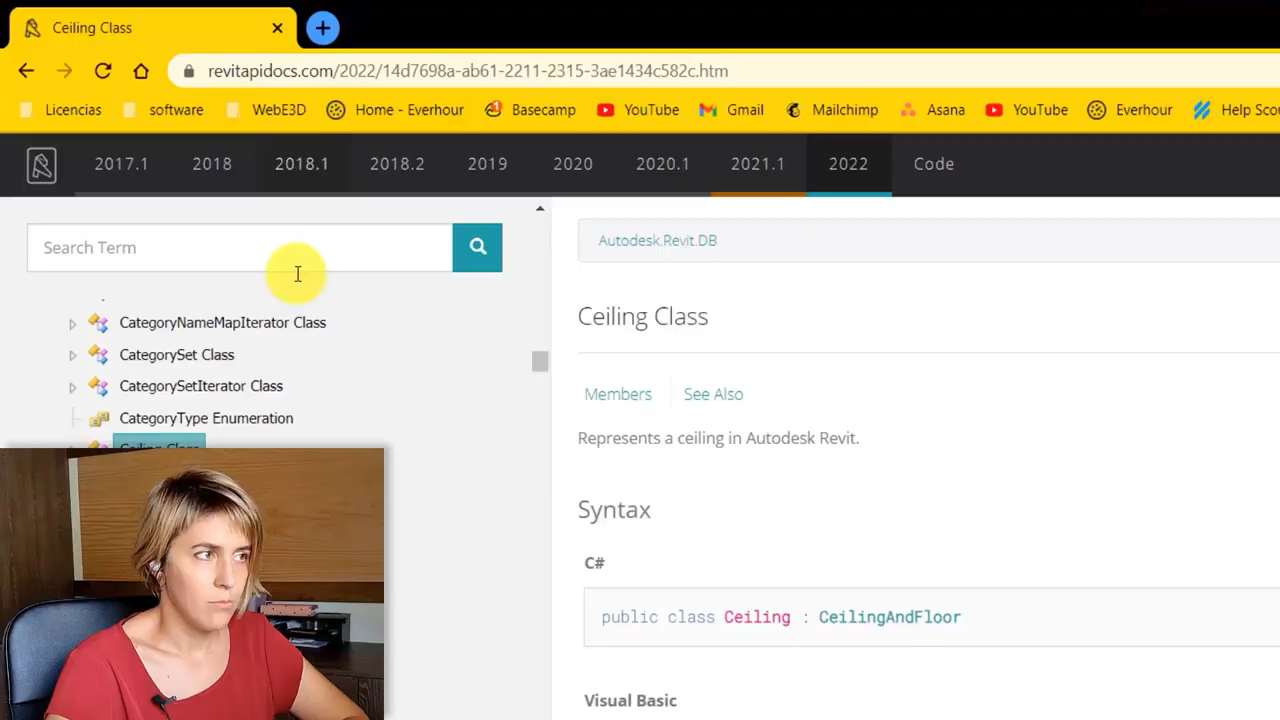 Ceiling Class
revitapidocs.com/2022/14d7698a-ab61-2211-2315-3ae1434c582c.htm
Licencias software WebE3D Home - Everhour Basecamp YouTube Gmail Mailchimp Asana YouTube Everhour Help Scou
2017.1 2018 2018.1 2018.2 2019 2020 2020.1 2021.1 2022 Code
Search Term
Autodesk.Revit.DB
CategoryNameMapIterator Class
CategorySet Class
CategorySetIterator Class
CategoryType Enumeration
Ceiling Class
Ceiling Class
Members See Also
Represents a ceiling in Autodesk Revit.
Syntax
C#
public class Ceiling : CeilingAndFloor
Visual Basic